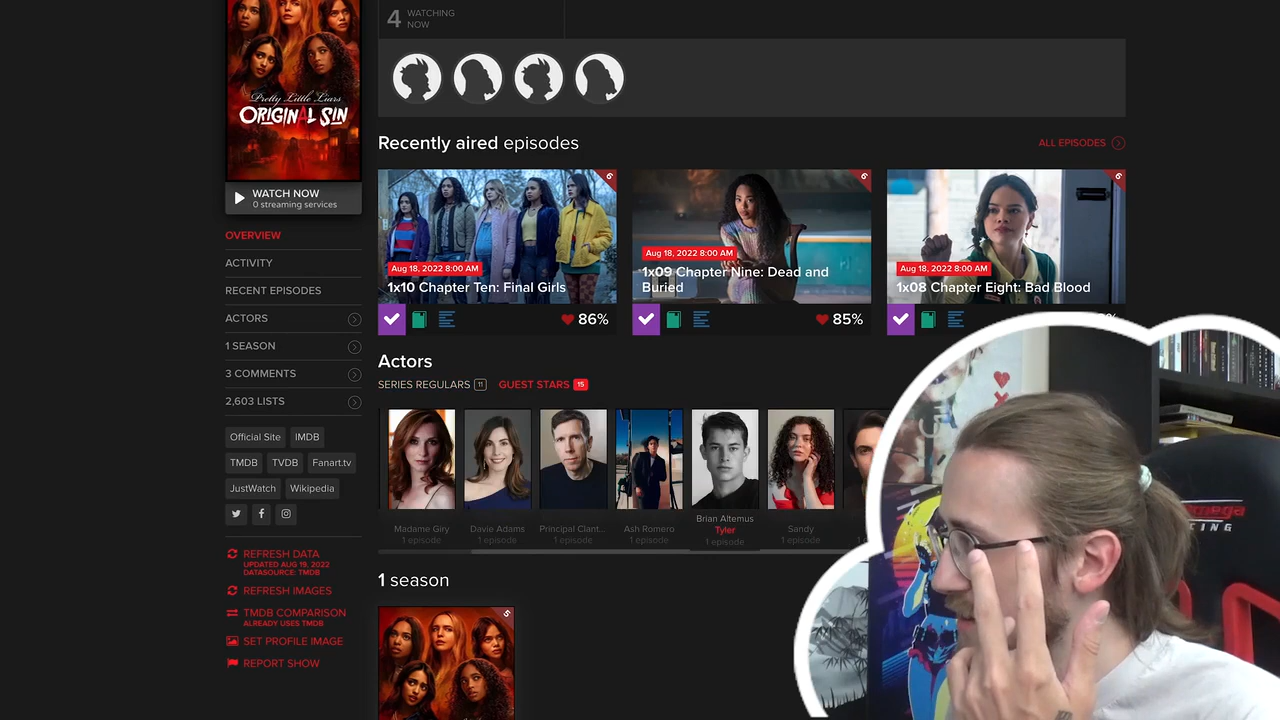 Pretty Little Liars
ORIGINAL SIN
WATCH NOW
0 streaming services
OVERVIEW
ACTIVITY
RECENT EPISODES
ACTORS
1 SEASON
3 COMMENTS
2,603 LISTS
Official Site
IMDB
TMDB
TVDB
Fanart.tv
JustWatch
Wikipedia
REFRESH DATA
UPDATED AUG 19, 2022
DATASOURCE: TMDB
REFRESH IMAGES
TMDB COMPARISON
ALREADY USES TMDB
SET PROFILE IMAGE
REPORT SHOW
4 WATCHING
NOW
Recently aired episodes
ALL EPISODES
6
Aug 18, 2022 8:00 AM
1x10 Chapter Ten: Final Girls
86%
6
Aug 18, 2022 8:00 AM
1x09 Chapter Nine: Dead and
Buried
85%
6
Aug 18, 2022 8:00 AM
1x08 Chapter Eight: Bad Blood
Actors
SERIES REGULARS 11
GUEST STARS 15
Madame Giry
1 episode
Davie Adams
1 episode
Principal Clant...
1 episode
Ash Romero
1 episode
Brian Altemus
Tyler
1 episode
Sandy
1 episode
1 season
5